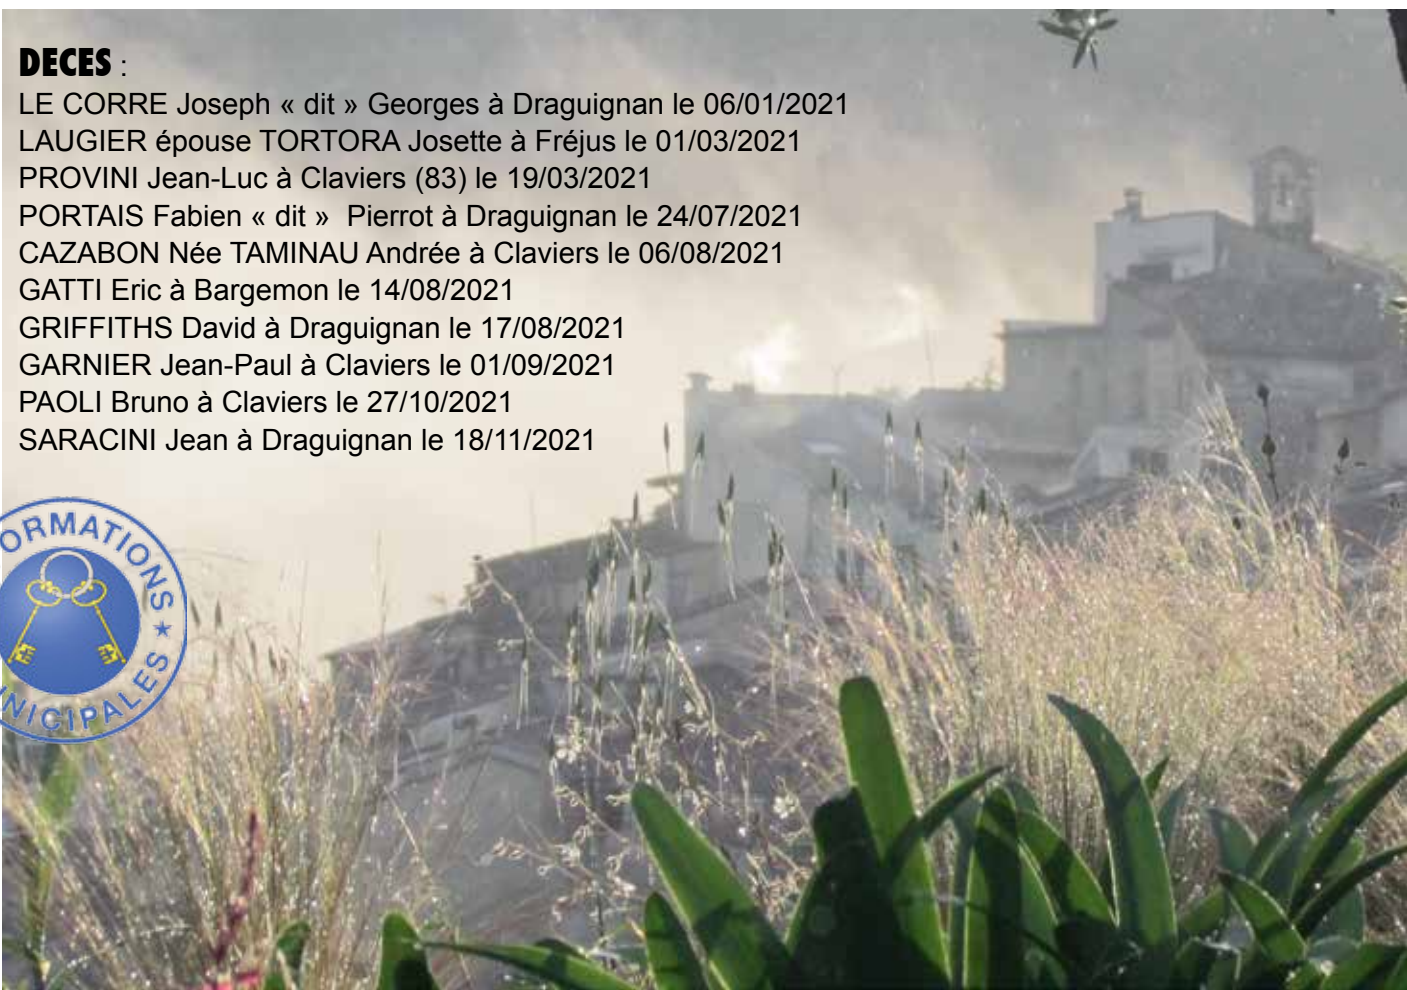 DECES :
LE CORRE Joseph « dit » Georges à Draguignan le 06/01/2021
LAUGIER épouse TORTORA Josette à Fréjus le 01/03/2021
PROVINI Jean-Luc à Claviers (83) le 19/03/2021
PORTAIS Fabien « dit »  Pierrot à Draguignan le 24/07/2021
CAZABON Née TAMINAU Andrée à Claviers le 06/08/2021
GATTI Eric à Bargemon le 14/08/2021
GRIFFITHS David à Draguignan le 17/08/2021
GARNIER Jean-Paul à Claviers le 01/09/2021
PAOLI Bruno à Claviers le 27/10/2021
SARACINI Jean à Draguignan le 18/11/2021
ORMATIONS ★
NICIPALES